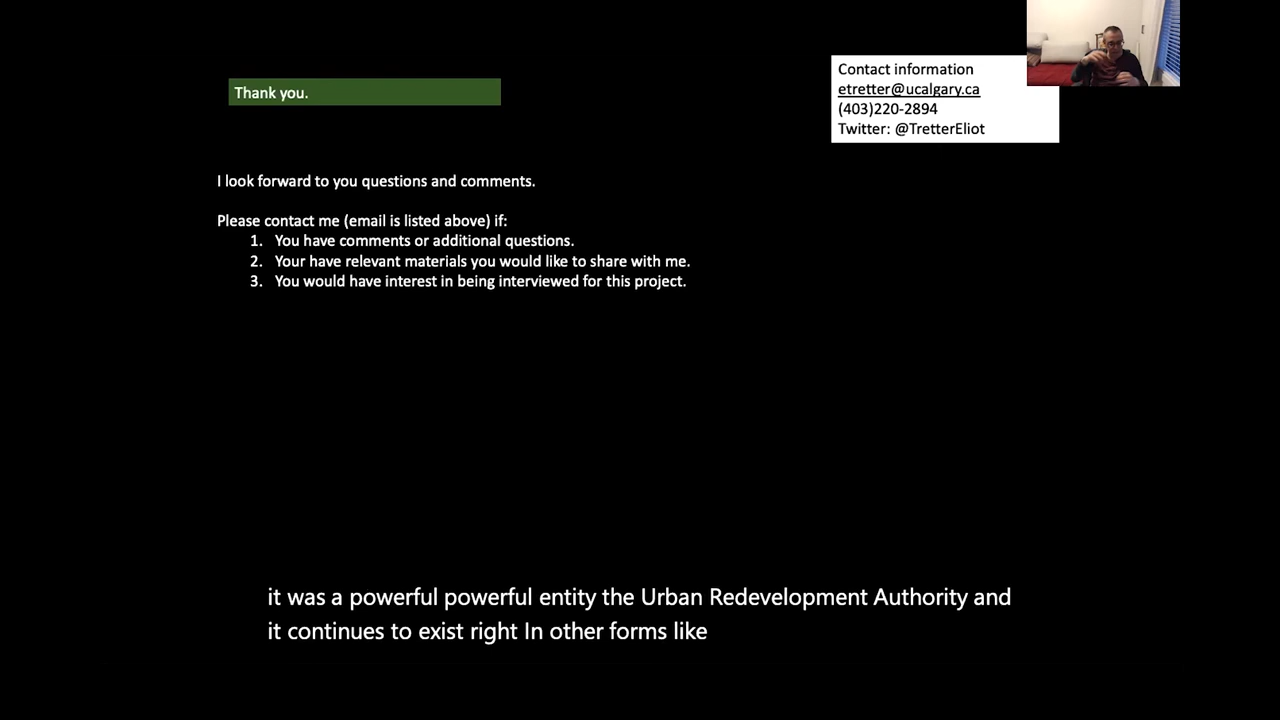 Thank you.
Contact information
etretter@ucalgary.ca
(403)220-2894
Twitter: @TretterEliot
I look forward to you questions and comments.
Please contact me (email is listed above) if:
1. You have comments or additional questions.
2. Your have relevant materials you would like to share with me.
3. You would have interest in being interviewed for this project.
it was a powerful powerful entity the Urban Redevelopment Authority and
it continues to exist right In other forms like